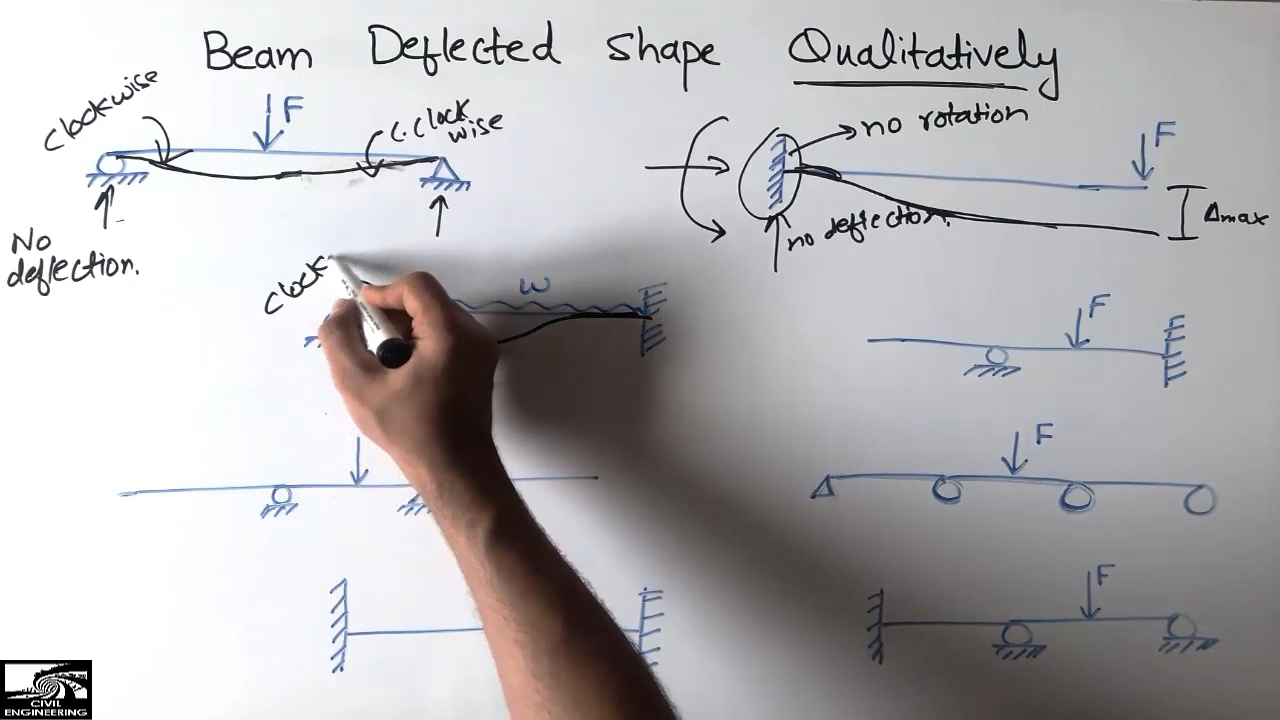 Beam Deflected Shape Qualitatively
Clockwise
F
C.Clock
wise
No
deflection.
no rotation
F
no deflection.
Δmax
Clock
w
F
F
F
CIVIL
ENGINEERING